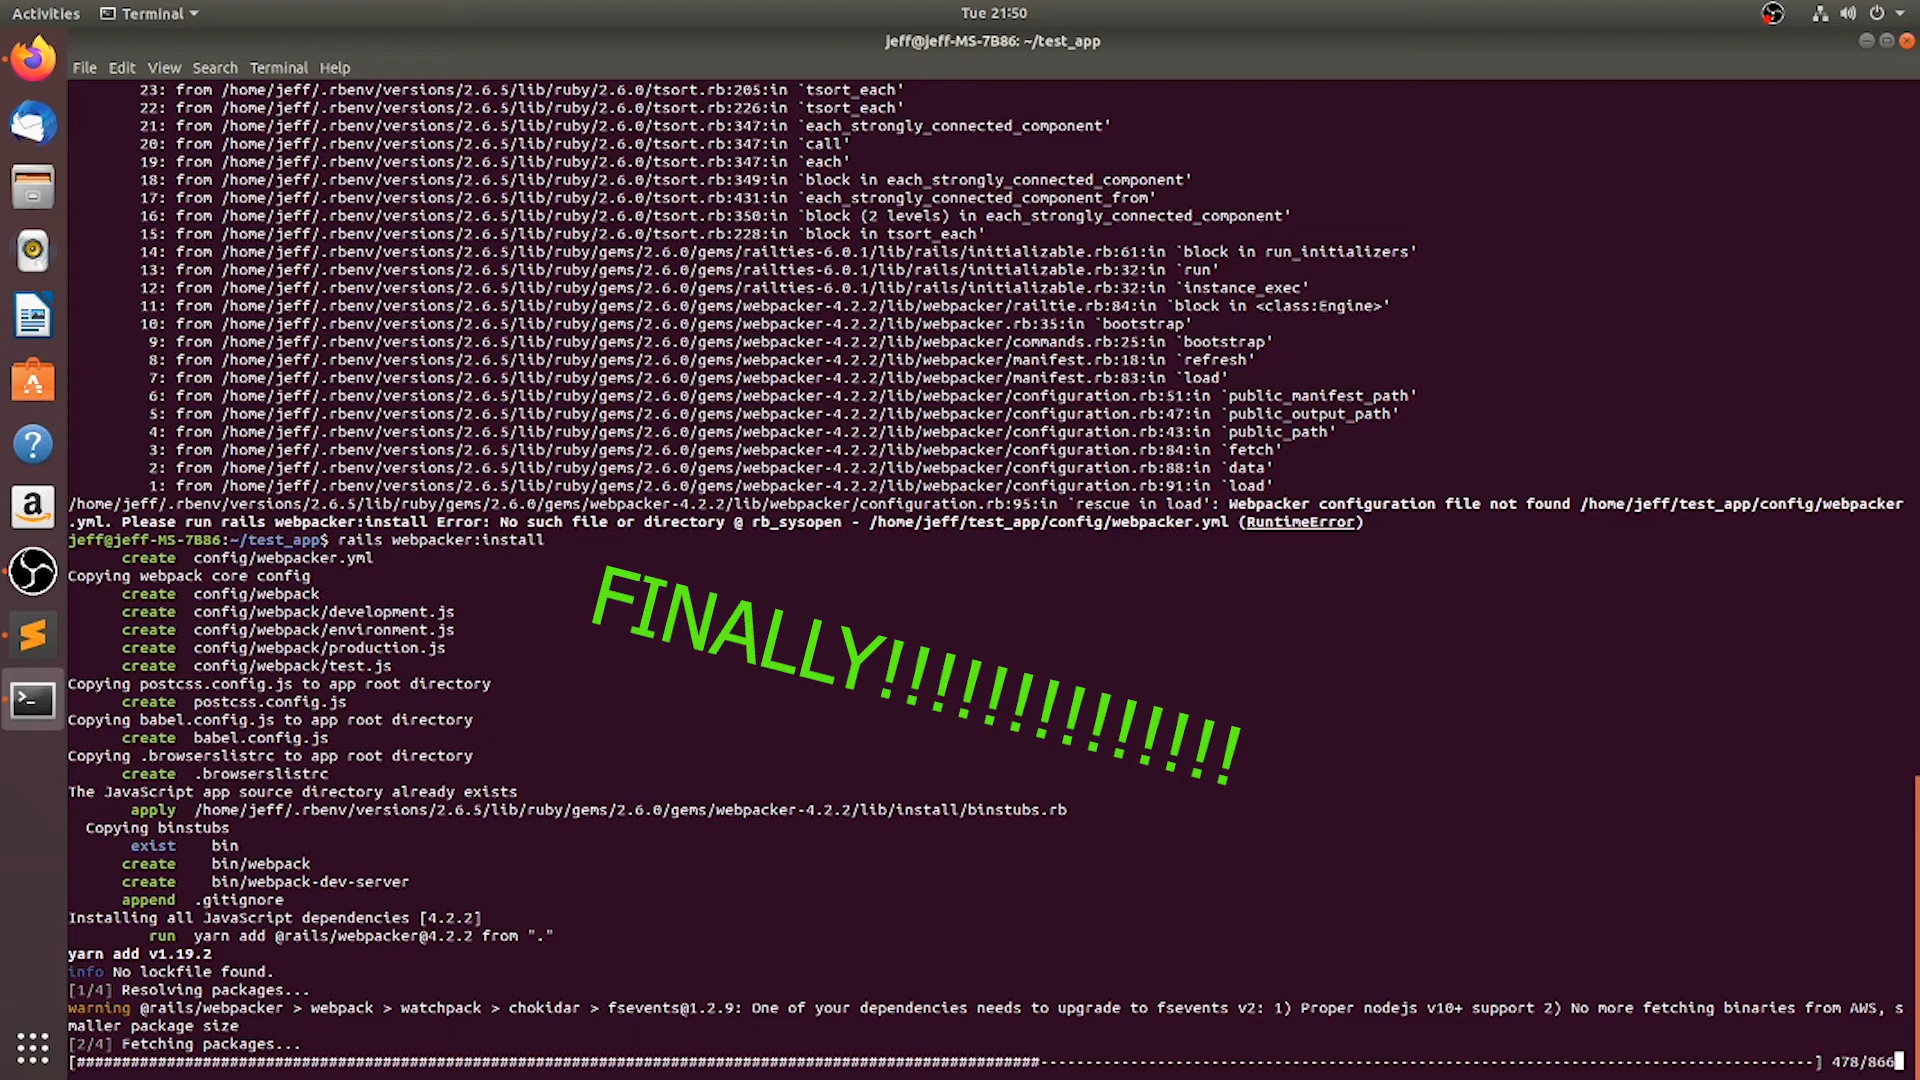 Activities Terminal Tue 21:50
jeff@jeff-MS-7B86: ~/test_app
File Edit View Search Terminal Help
23: from /home/jeff/.rbenv/versions/2.6.5/lib/ruby/2.6.0/tsort.rb:205:in `tsort_each'
22: from /home/jeff/.rbenv/versions/2.6.5/lib/ruby/2.6.0/tsort.rb:226:in `tsort_each'
21: from /home/jeff/.rbenv/versions/2.6.5/lib/ruby/2.6.0/tsort.rb:347:in `each_strongly_connected_component'
20: from /home/jeff/.rbenv/versions/2.6.5/lib/ruby/2.6.0/tsort.rb:347:in `call'
19: from /home/jeff/.rbenv/versions/2.6.5/lib/ruby/2.6.0/tsort.rb:347:in `each'
18: from /home/jeff/.rbenv/versions/2.6.5/lib/ruby/2.6.0/tsort.rb:349:in `block in each_strongly_connected_component'
17: from /home/jeff/.rbenv/versions/2.6.5/lib/ruby/2.6.0/tsort.rb:431:in `each_strongly_connected_component_from'
16: from /home/jeff/.rbenv/versions/2.6.5/lib/ruby/2.6.0/tsort.rb:350:in `block (2 levels) in each_strongly_connected_component'
15: from /home/jeff/.rbenv/versions/2.6.5/lib/ruby/2.6.0/tsort.rb:228:in `block in tsort_each'
14: from /home/jeff/.rbenv/versions/2.6.5/lib/ruby/gems/2.6.0/gems/railties-6.0.1/lib/rails/initializable.rb:61:in `block in run_initializers'
13: from /home/jeff/.rbenv/versions/2.6.5/lib/ruby/gems/2.6.0/gems/railties-6.0.1/lib/rails/initializable.rb:32:in `run'
12: from /home/jeff/.rbenv/versions/2.6.5/lib/ruby/gems/2.6.0/gems/railties-6.0.1/lib/rails/initializable.rb:32:in `instance_exec'
11: from /home/jeff/.rbenv/versions/2.6.5/lib/ruby/gems/2.6.0/gems/webpacker-4.2.2/lib/webpacker/railtie.rb:84:in `block in <class:Engine>'
10: from /home/jeff/.rbenv/versions/2.6.5/lib/ruby/gems/2.6.0/gems/webpacker-4.2.2/lib/webpacker.rb:35:in `bootstrap'
9: from /home/jeff/.rbenv/versions/2.6.5/lib/ruby/gems/2.6.0/gems/webpacker-4.2.2/lib/webpacker/commands.rb:25:in `bootstrap'
8: from /home/jeff/.rbenv/versions/2.6.5/lib/ruby/gems/2.6.0/gems/webpacker-4.2.2/lib/webpacker/manifest.rb:18:in `refresh'
7: from /home/jeff/.rbenv/versions/2.6.5/lib/ruby/gems/2.6.0/gems/webpacker-4.2.2/lib/webpacker/manifest.rb:83:in `load'
6: from /home/jeff/.rbenv/versions/2.6.5/lib/ruby/gems/2.6.0/gems/webpacker-4.2.2/lib/webpacker/configuration.rb:51:in `public_manifest_path'
5: from /home/jeff/.rbenv/versions/2.6.5/lib/ruby/gems/2.6.0/gems/webpacker-4.2.2/lib/webpacker/configuration.rb:47:in `public_output_path'
4: from /home/jeff/.rbenv/versions/2.6.5/lib/ruby/gems/2.6.0/gems/webpacker-4.2.2/lib/webpacker/configuration.rb:43:in `public_path'
3: from /home/jeff/.rbenv/versions/2.6.5/lib/ruby/gems/2.6.0/gems/webpacker-4.2.2/lib/webpacker/configuration.rb:84:in `fetch'
2: from /home/jeff/.rbenv/versions/2.6.5/lib/ruby/gems/2.6.0/gems/webpacker-4.2.2/lib/webpacker/configuration.rb:88:in `data'
1: from /home/jeff/.rbenv/versions/2.6.5/lib/ruby/gems/2.6.0/gems/webpacker-4.2.2/lib/webpacker/configuration.rb:91:in `load'
/home/jeff/.rbenv/versions/2.6.5/lib/ruby/gems/2.6.0/gems/webpacker-4.2.2/lib/webpacker/configuration.rb:95:in `rescue in load': Webpacker configuration file not found /home/jeff/test_app/config/webpacker
.yml. Please run rails webpacker:install Error: No such file or directory @ rb_sysopen - /home/jeff/test_app/config/webpacker.yml (RuntimeError)
jeff@jeff-MS-7B86:~/test_app$ rails webpacker:install
create config/webpacker.yml
Copying webpack core config
create config/webpack
create config/webpack/development.js
create config/webpack/environment.js
create config/webpack/production.js
create config/webpack/test.js
Copying postcss.config.js to app root directory
create postcss.config.js
Copying babel.config.js to app root directory
create babel.config.js
Copying .browserslistrc to app root directory
create .browserslistrc
The JavaScript app source directory already exists
apply /home/jeff/.rbenv/versions/2.6.5/lib/ruby/gems/2.6.0/gems/webpacker-4.2.2/lib/install/binstubs.rb
Copying binstubs
exist bin
create bin/webpack
create bin/webpack-dev-server
append .gitignore
Installing all JavaScript dependencies [4.2.2]
run yarn add @rails/webpacker@4.2.2 from "."
yarn add v1.19.2
info No lockfile found.
[1/4] Resolving packages...
warning @rails/webpacker > webpack > watchpack > chokidar > fsevents@1.2.9: One of your dependencies needs to upgrade to fsevents v2: 1) Proper nodejs v10+ support 2) No more fetching binaries from AWS, s
maller package size
[2/4] Fetching packages...
[############################################################################################################--------------------------------------------------------------------------------------] 478/866
FINALLY!!!!!!!!!!!!!!